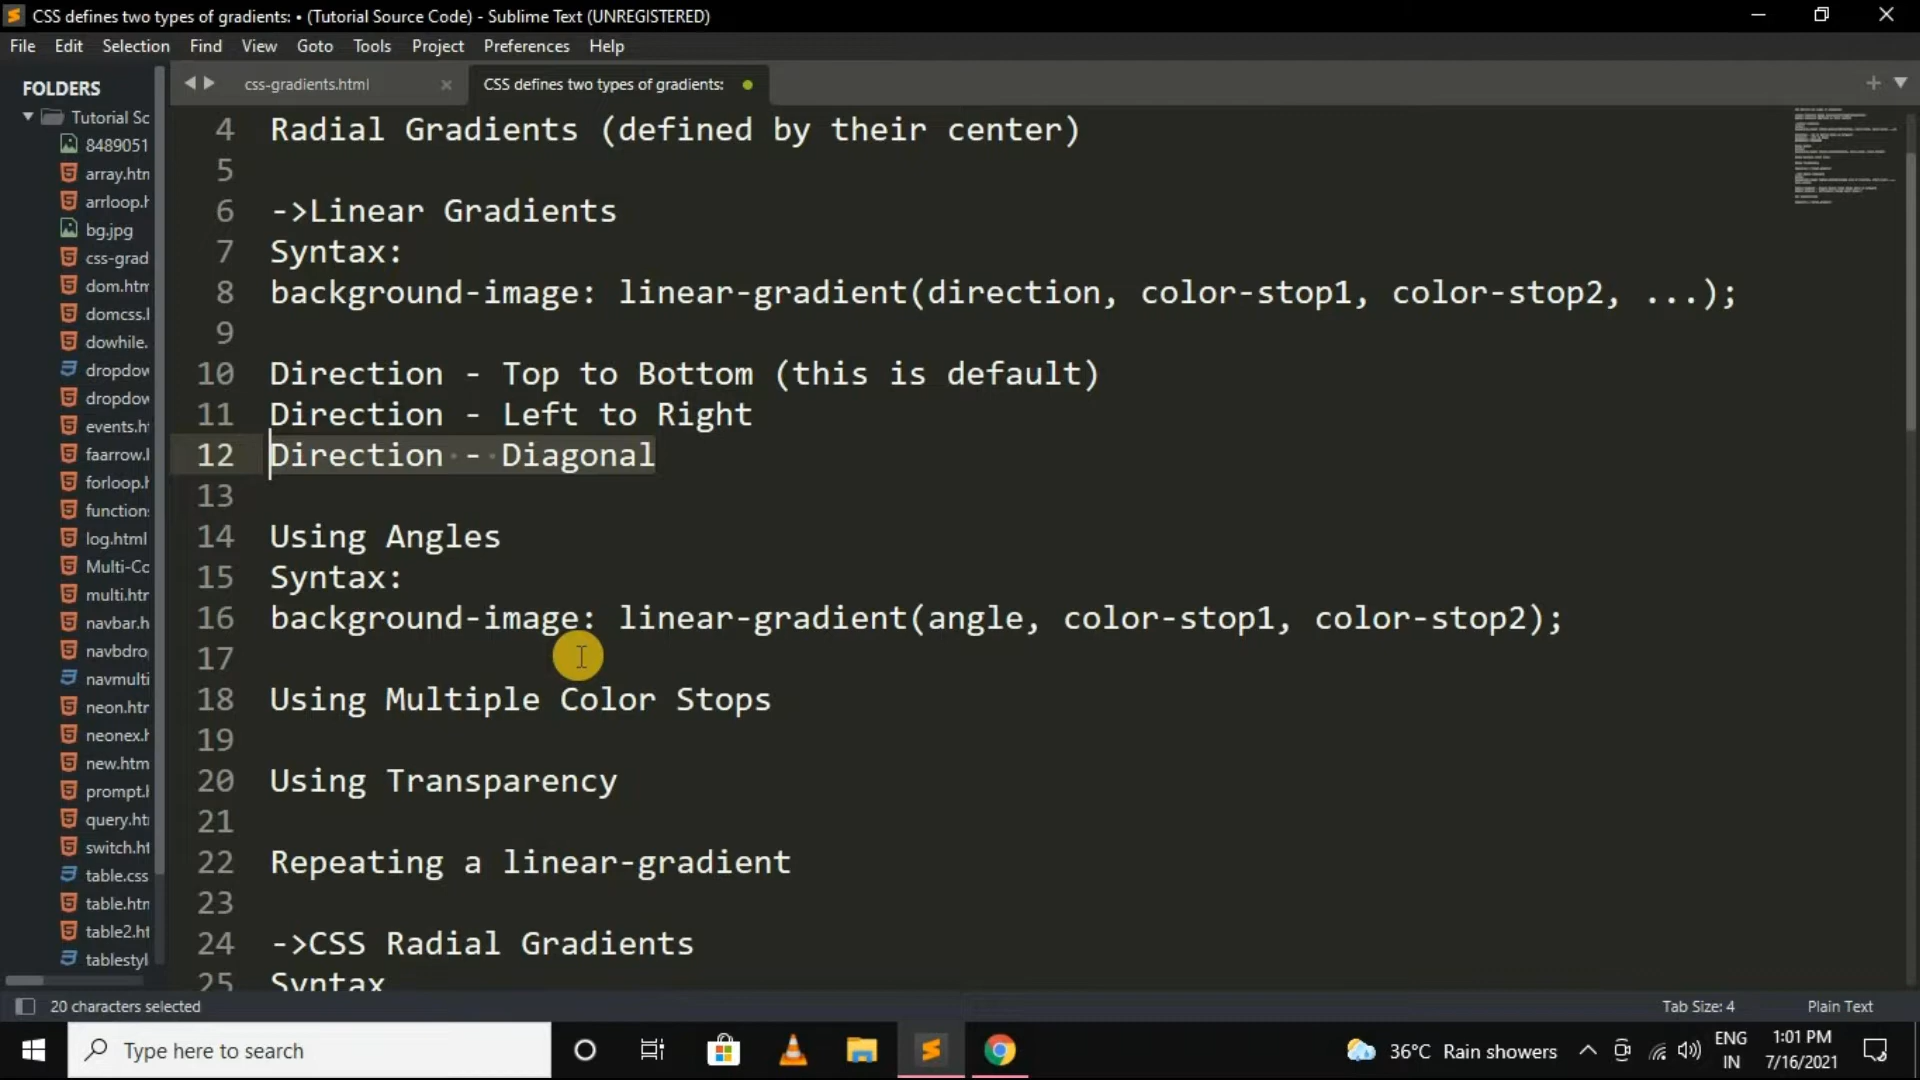 CSS defines two types of gradients: • (Tutorial Source Code) - Sublime Text (UNREGISTERED)
File Edit Selection Find View Goto Tools Project Preferences Help
FOLDERS
Tutorial Sc
8489051
array.htm
arrloop.h
bg.jpg
css-grad
dom.htm
domcss.l
dowhile.
dropdow
dropdow
events.ht
faarrow.l
forloop.h
function
log.html
Multi-Co
multi.htm
navbar.h
navbdro
navmulti
neon.htm
neonex.h
new.htm
prompt.h
query.htm
switch.ht
table.css
table.htm
table2.ht
tablestyl
css-gradients.html
CSS defines two types of gradients:
4 Radial Gradients (defined by their center)
5
6 ->Linear Gradients
7 Syntax:
8 background-image: linear-gradient(direction, color-stop1, color-stop2, ...);
9
10 Direction - Top to Bottom (this is default)
11 Direction - Left to Right
12 Direction - Diagonal
13
14 Using Angles
15 Syntax:
16 background-image: linear-gradient(angle, color-stop1, color-stop2);
17
18 Using Multiple Color Stops
19
20 Using Transparency
21
22 Repeating a linear-gradient
23
24 ->CSS Radial Gradients
25 Syntax
20 characters selected
Tab Size: 4 Plain Text
Type here to search
36°C Rain showers
ENG
IN
1:01 PM
7/16/2021